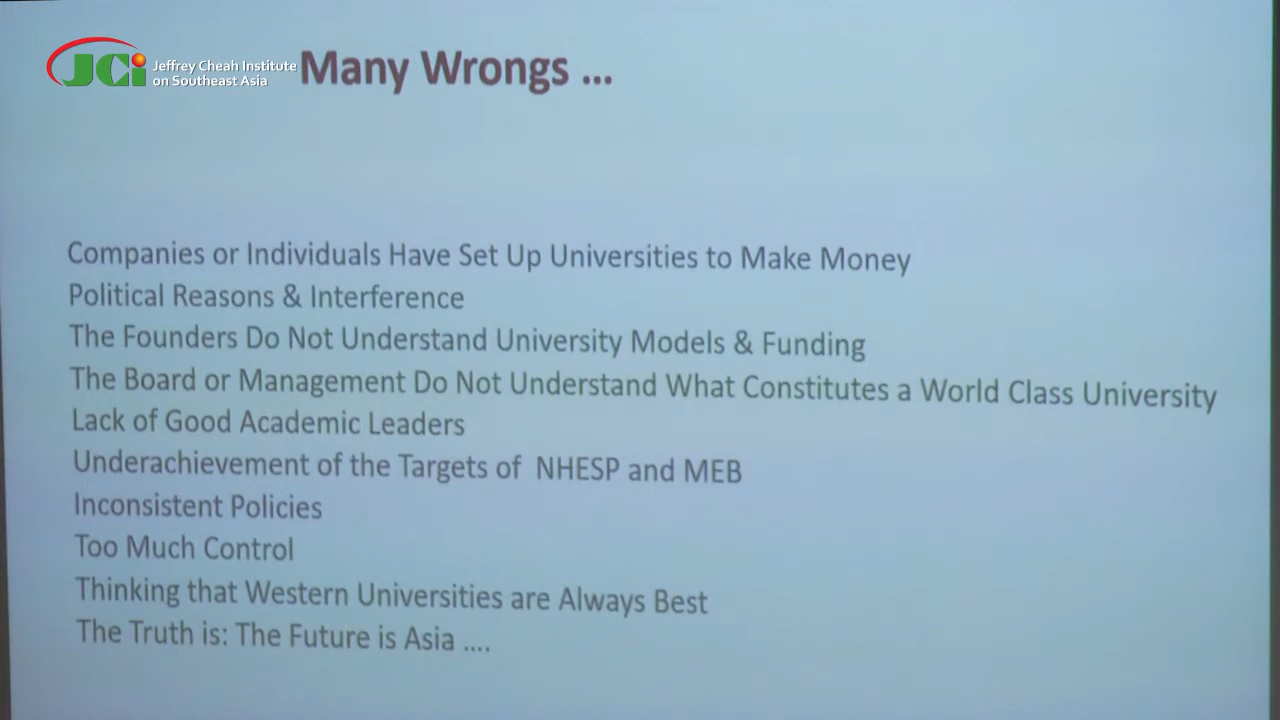 JCi Jeffrey Cheah Institute
on Southeast Asia
Many Wrongs ...
Companies or Individuals Have Set Up Universities to Make Money
Political Reasons & Interference
The Founders Do Not Understand University Models & Funding
The Board or Management Do Not Understand What Constitutes a World Class University
Lack of Good Academic Leaders
Underachievement of the Targets of NHESP and MEB
Inconsistent Policies
Too Much Control
Thinking that Western Universities are Always Best
The Truth is: The Future is Asia ....